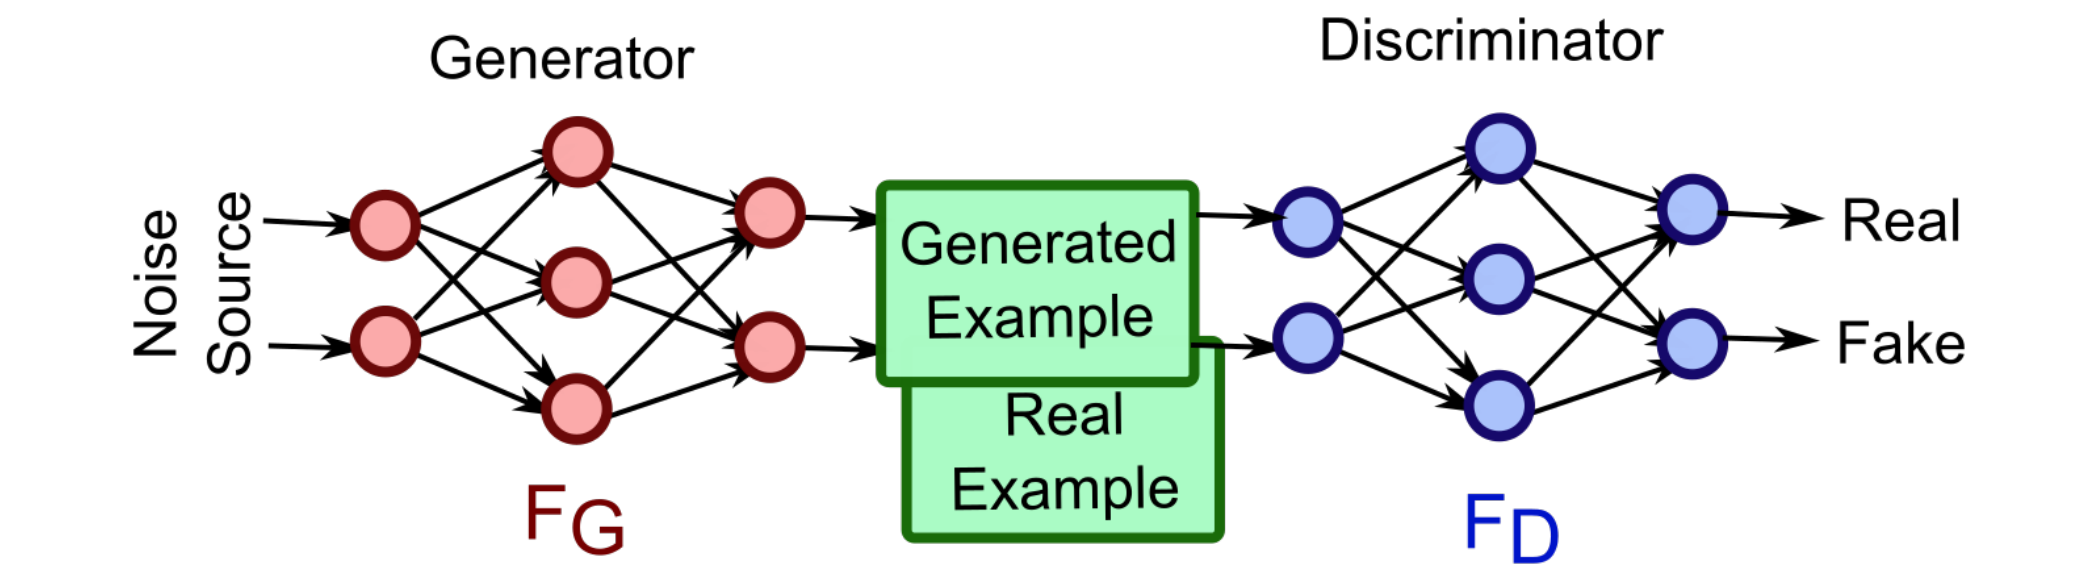 Generator
Discriminator
Noise
Source
Generated
Example
Real
Example
Real
Fake
FG
FD